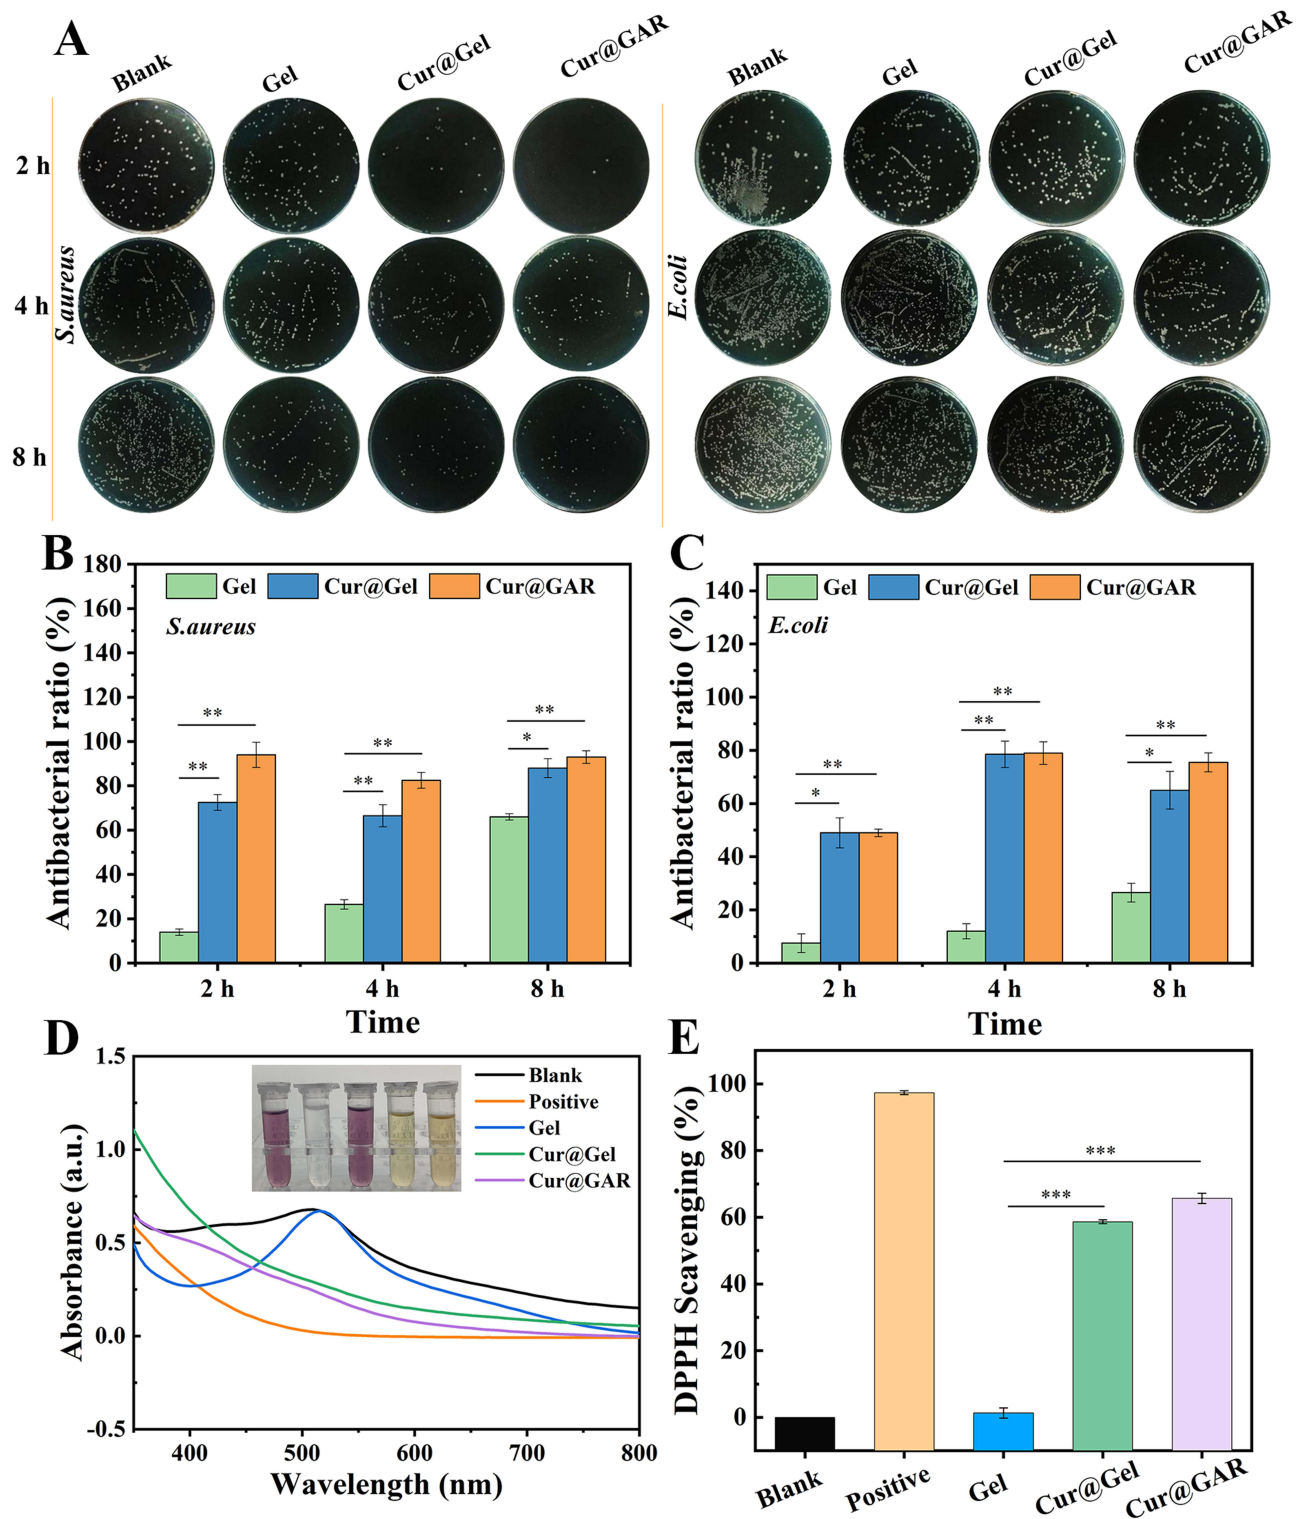 A
Blank Gel Cur@Gel Cur@GAR Blank Gel Cur@Gel Cur@GAR
2 h
4 h
8 h
S.aureus
E.coli
B
180
160
140
120
100
80
60
40
20
0
Antibacterial ratio (%)
Gel Cur@Gel Cur@GAR
S.aureus
** **
** **
* **
2 h 4 h 8 h
Time
C
140
120
100
80
60
40
20
0
Antibacterial ratio (%)
Gel Cur@Gel Cur@GAR
E.coli
* **
** **
* **
2 h 4 h 8 h
Time
D
1.5
1.0
0.5
0.0
-0.5
Absorbance (a.u.)
Blank
Positive
Gel
Cur@Gel
Cur@GAR
400 500 600 700 800
Wavelength (nm)
E
100
80
60
40
20
0
DPPH Scavenging (%)
***
***
Blank Positive Gel Cur@Gel Cur@GAR